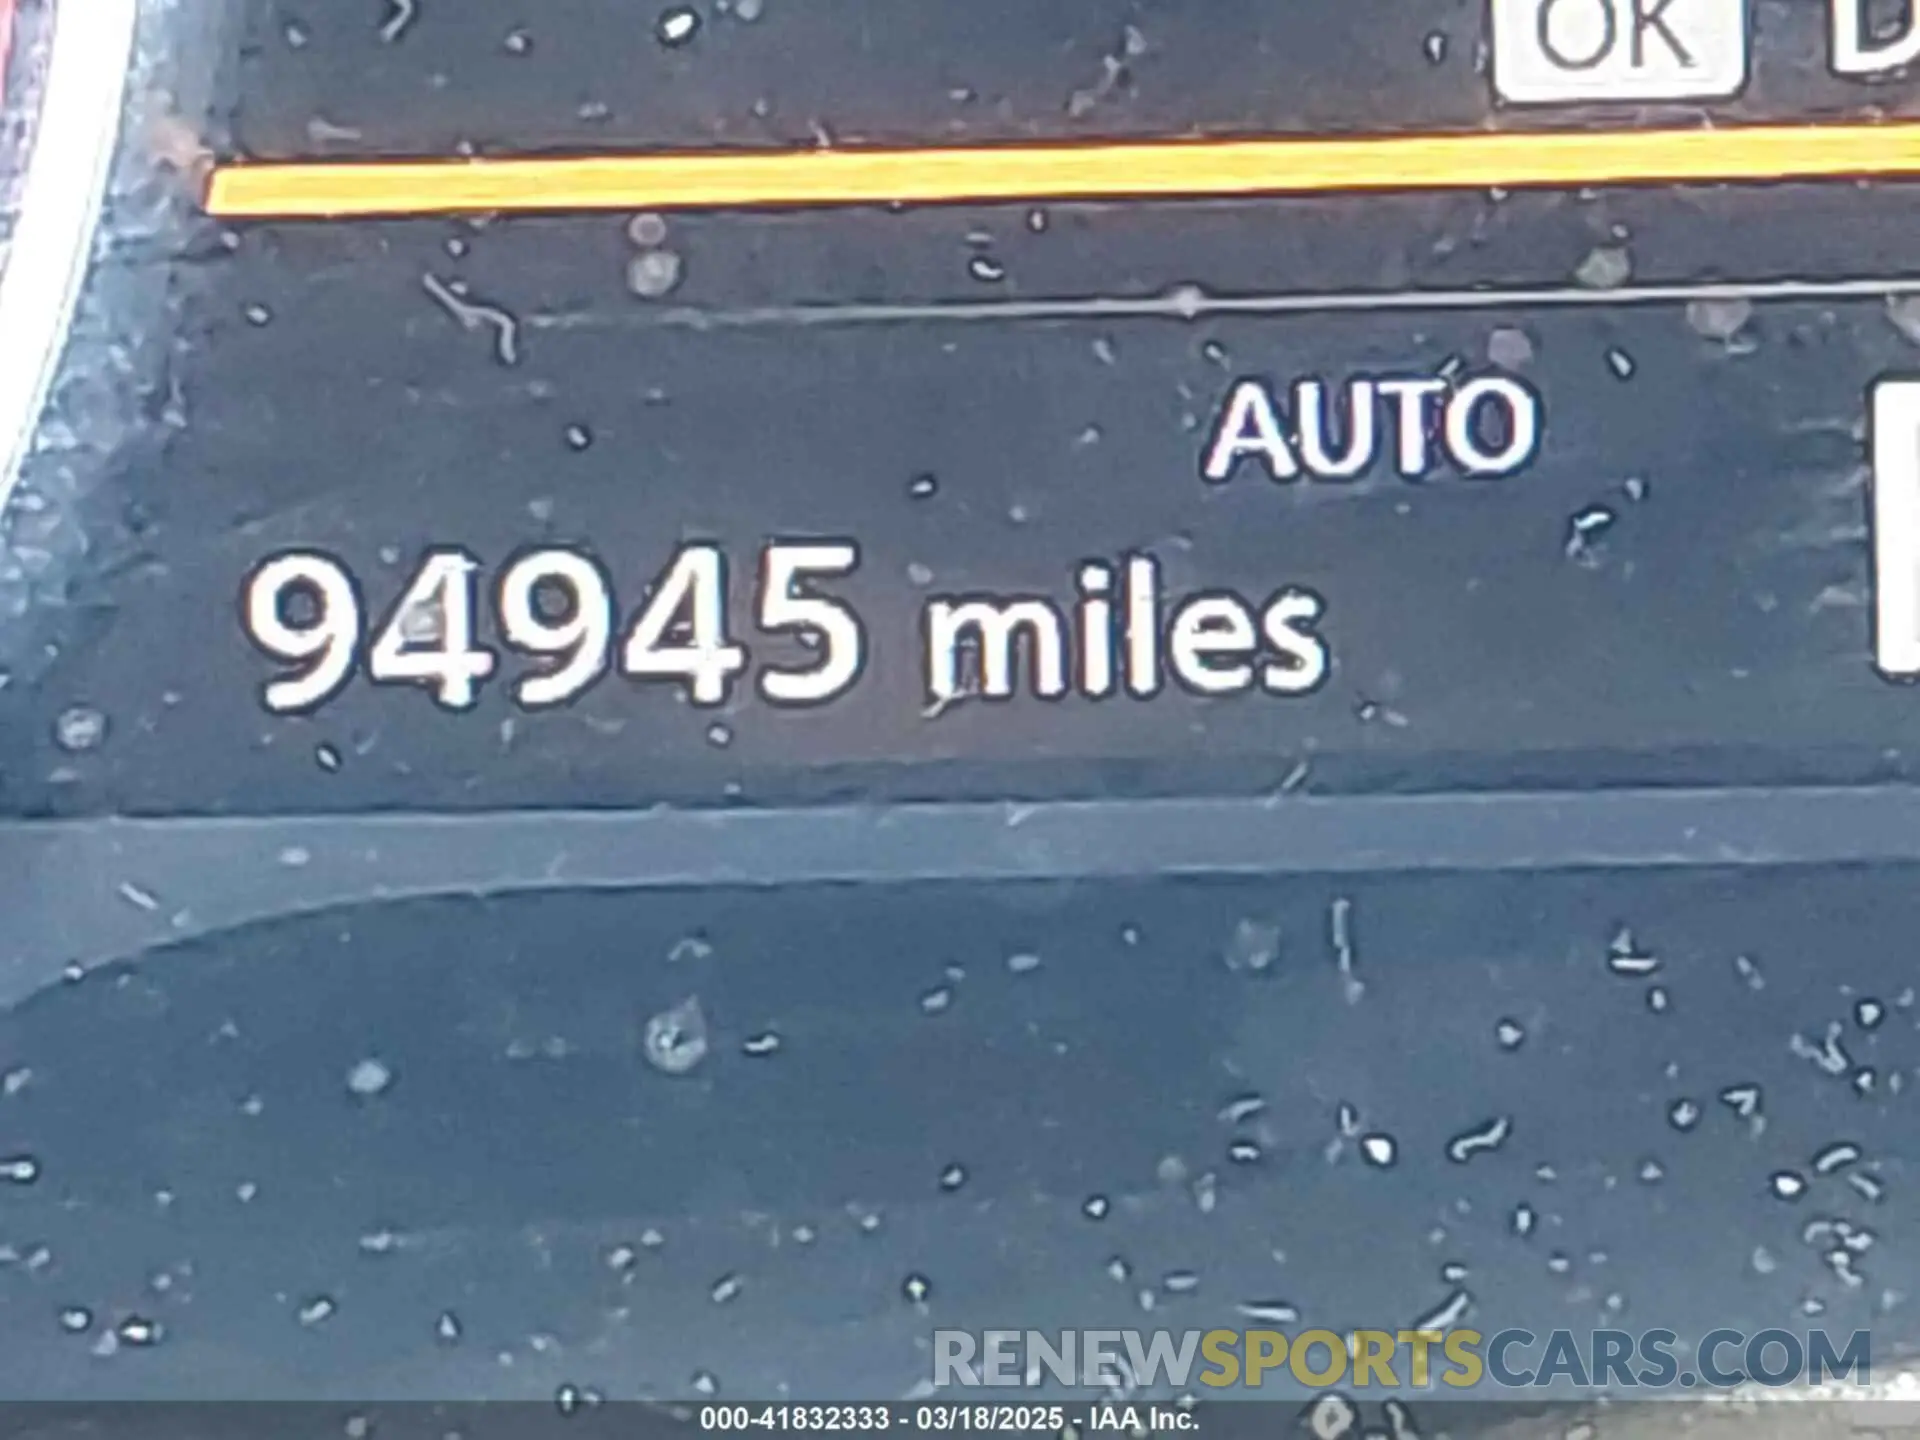 OK D
AUTO
94945 miles
RENEWSPORTSCARS.COM
000-41832333 - 03/18/2025 - IAA Inc.